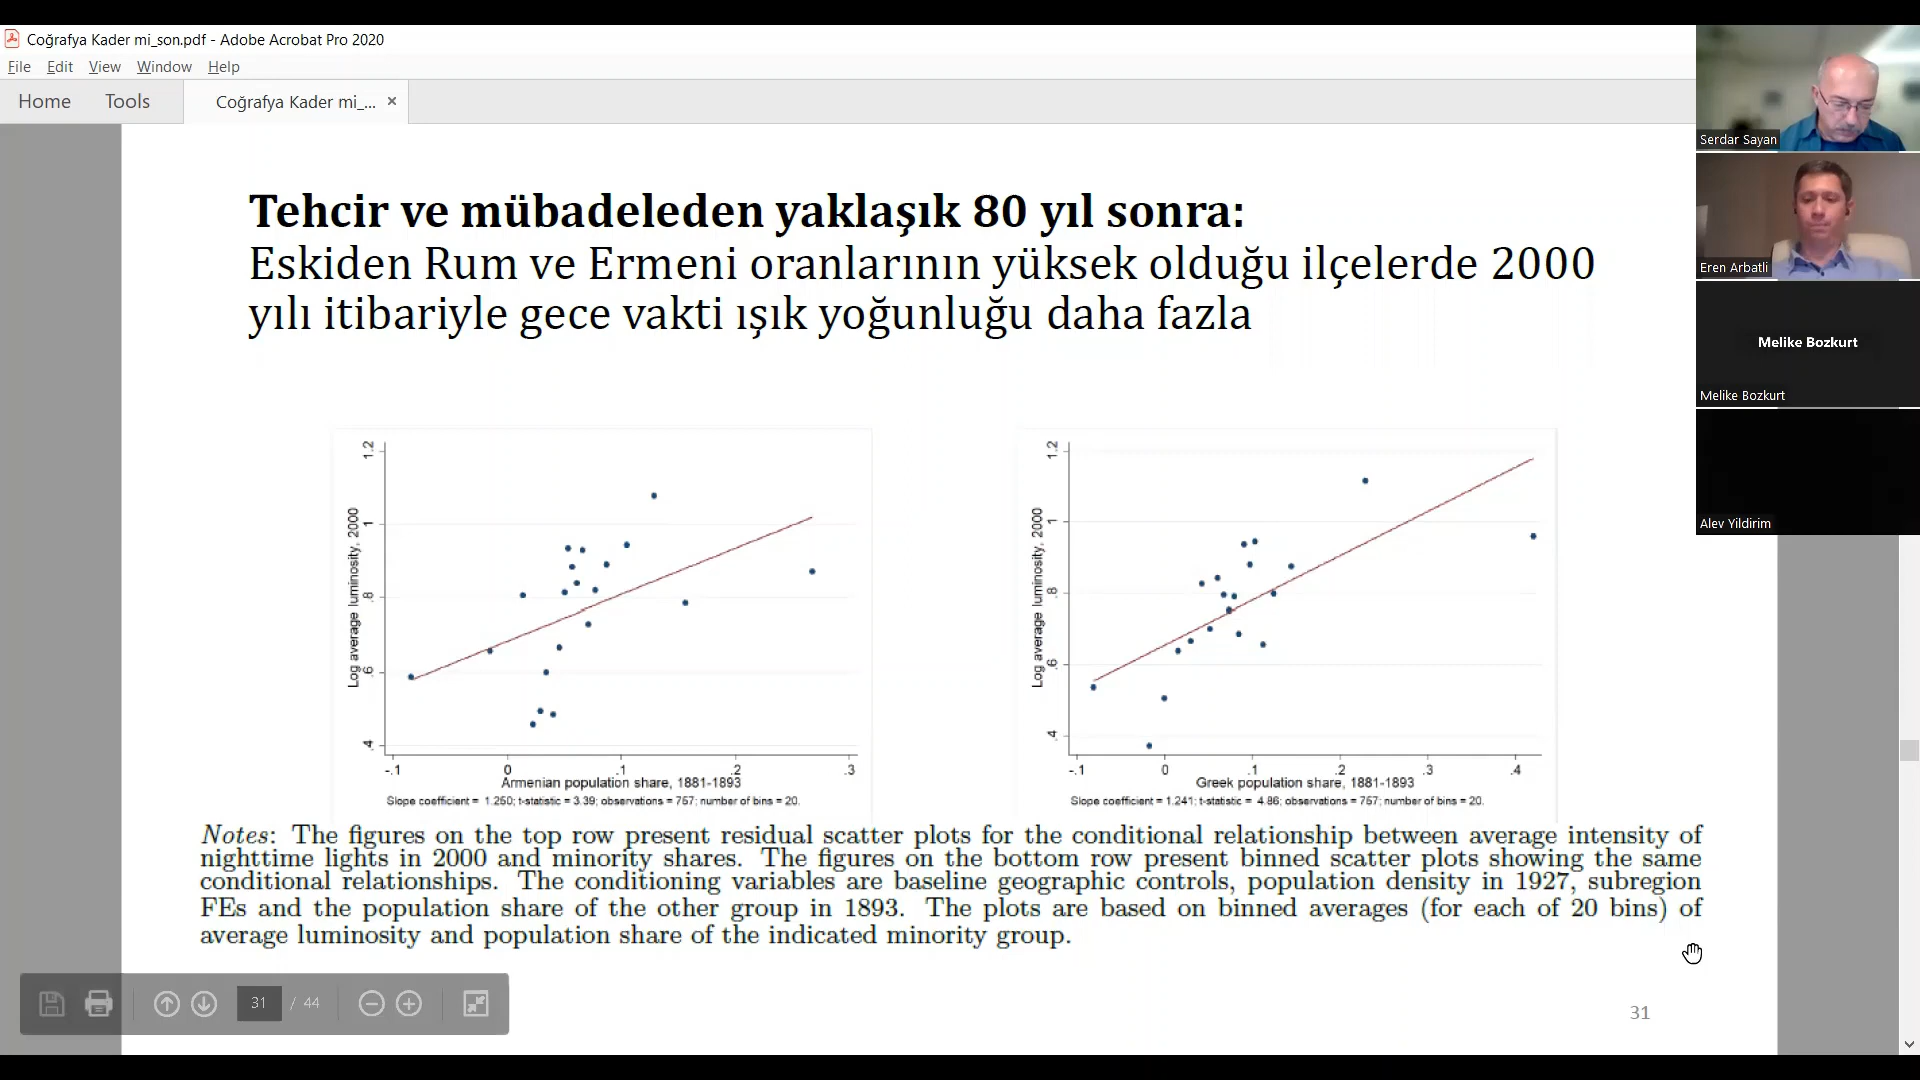 Coğrafya Kader mi_son.pdf - Adobe Acrobat Pro 2020
File Edit View Window Help
Home Tools Coğrafya Kader mi_... ×
Tehcir ve mübadeleden yaklaşık 80 yıl sonra:
Eskiden Rum ve Ermeni oranlarının yüksek olduğu ilçelerde 2000
yılı itibariyle gece vakti ışık yoğunluğu daha fazla
Log average luminosity, 2000
.4 .6 .8 1 1.2
-.1 0 .1 .2 .3
Armenian population share, 1881-1893
Slope coefficient = 1.250; t-statistic = 3.39; observations = 757; number of bins = 20.
Log average luminosity, 2000
.4 .6 .8 1 1.2
-.1 0 .1 .2 .3 .4
Greek population share, 1881-1893
Slope coefficient = 1.241; t-statistic = 4.86; observations = 757; number of bins = 20.
Notes: The figures on the top row present residual scatter plots for the conditional relationship between average intensity of
nighttime lights in 2000 and minority shares. The figures on the bottom row present binned scatter plots showing the same
conditional relationships. The conditioning variables are baseline geographic controls, population density in 1927, subregion
FEs and the population share of the other group in 1893. The plots are based on binned averages (for each of 20 bins) of
average luminosity and population share of the indicated minority group.
31 / 44
31
Serdar Sayan
Eren Arbatli
Melike Bozkurt
Melike Bozkurt
Alev Yildirim